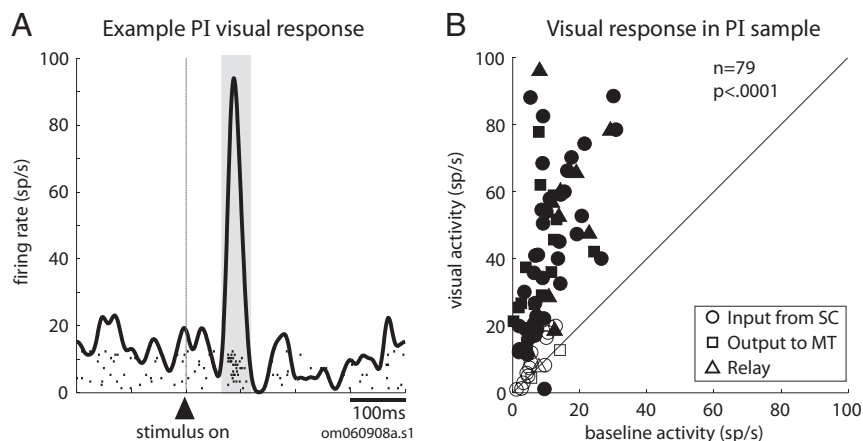 A
Example PI visual response
firing rate (sp/s)
100
80
60
40
20
0
stimulus on
100ms
om060908a.s1
B
Visual response in PI sample
visual activity (sp/s)
100
80
60
40
20
0
n=79
p<.0001
Input from SC
Output to MT
Relay
0 20 40 60 80 100
baseline activity (sp/s)